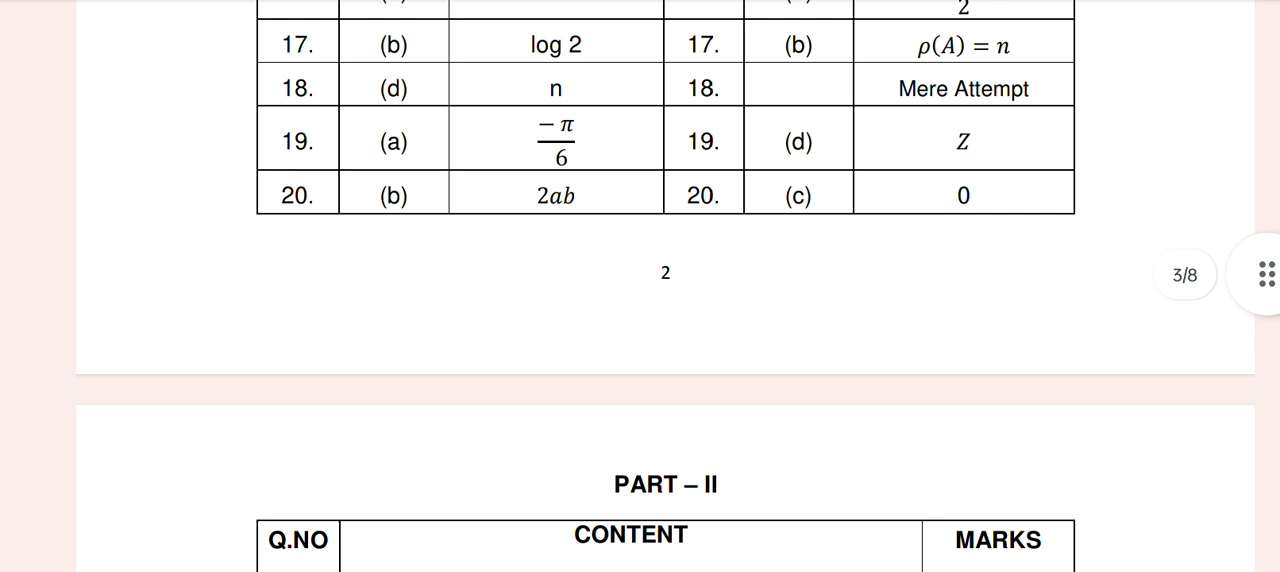 2
17. (b) log 2 17. (b) ρ(A) = n
18. (d) n 18. Mere Attempt
19. (a) −π/6 19. (d) Z
20. (b) 2ab 20. (c) 0
2
3/8
PART – II
Q.NO CONTENT MARKS